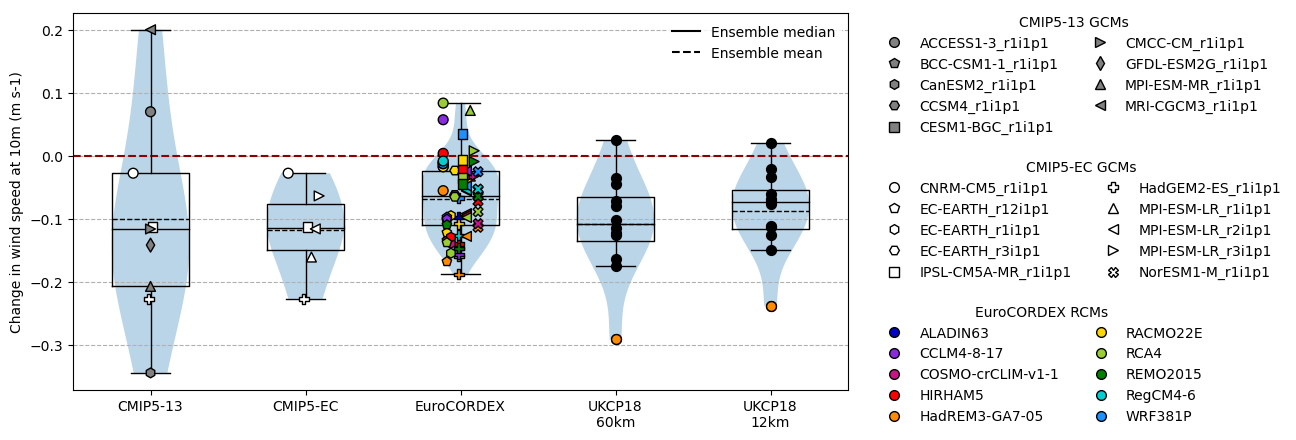 Change in wind speed at 10m (m s-1)
0.2
0.1
0.0
−0.1
−0.2
−0.3
Ensemble median
Ensemble mean
CMIP5-13
CMIP5-EC
EuroCORDEX
UKCP18
60km
UKCP18
12km
CMIP5-13 GCMs
ACCESS1-3_r1i1p1
BCC-CSM1-1_r1i1p1
CanESM2_r1i1p1
CCSM4_r1i1p1
CESM1-BGC_r1i1p1
CMCC-CM_r1i1p1
GFDL-ESM2G_r1i1p1
MPI-ESM-MR_r1i1p1
MRI-CGCM3_r1i1p1
CMIP5-EC GCMs
CNRM-CM5_r1i1p1
EC-EARTH_r12i1p1
EC-EARTH_r1i1p1
EC-EARTH_r3i1p1
IPSL-CM5A-MR_r1i1p1
HadGEM2-ES_r1i1p1
MPI-ESM-LR_r1i1p1
MPI-ESM-LR_r2i1p1
MPI-ESM-LR_r3i1p1
NorESM1-M_r1i1p1
EuroCORDEX RCMs
ALADIN63
CCLM4-8-17
COSMO-crCLIM-v1-1
HIRHAM5
HadREM3-GA7-05
RACMO22E
RCA4
REMO2015
RegCM4-6
WRF381P